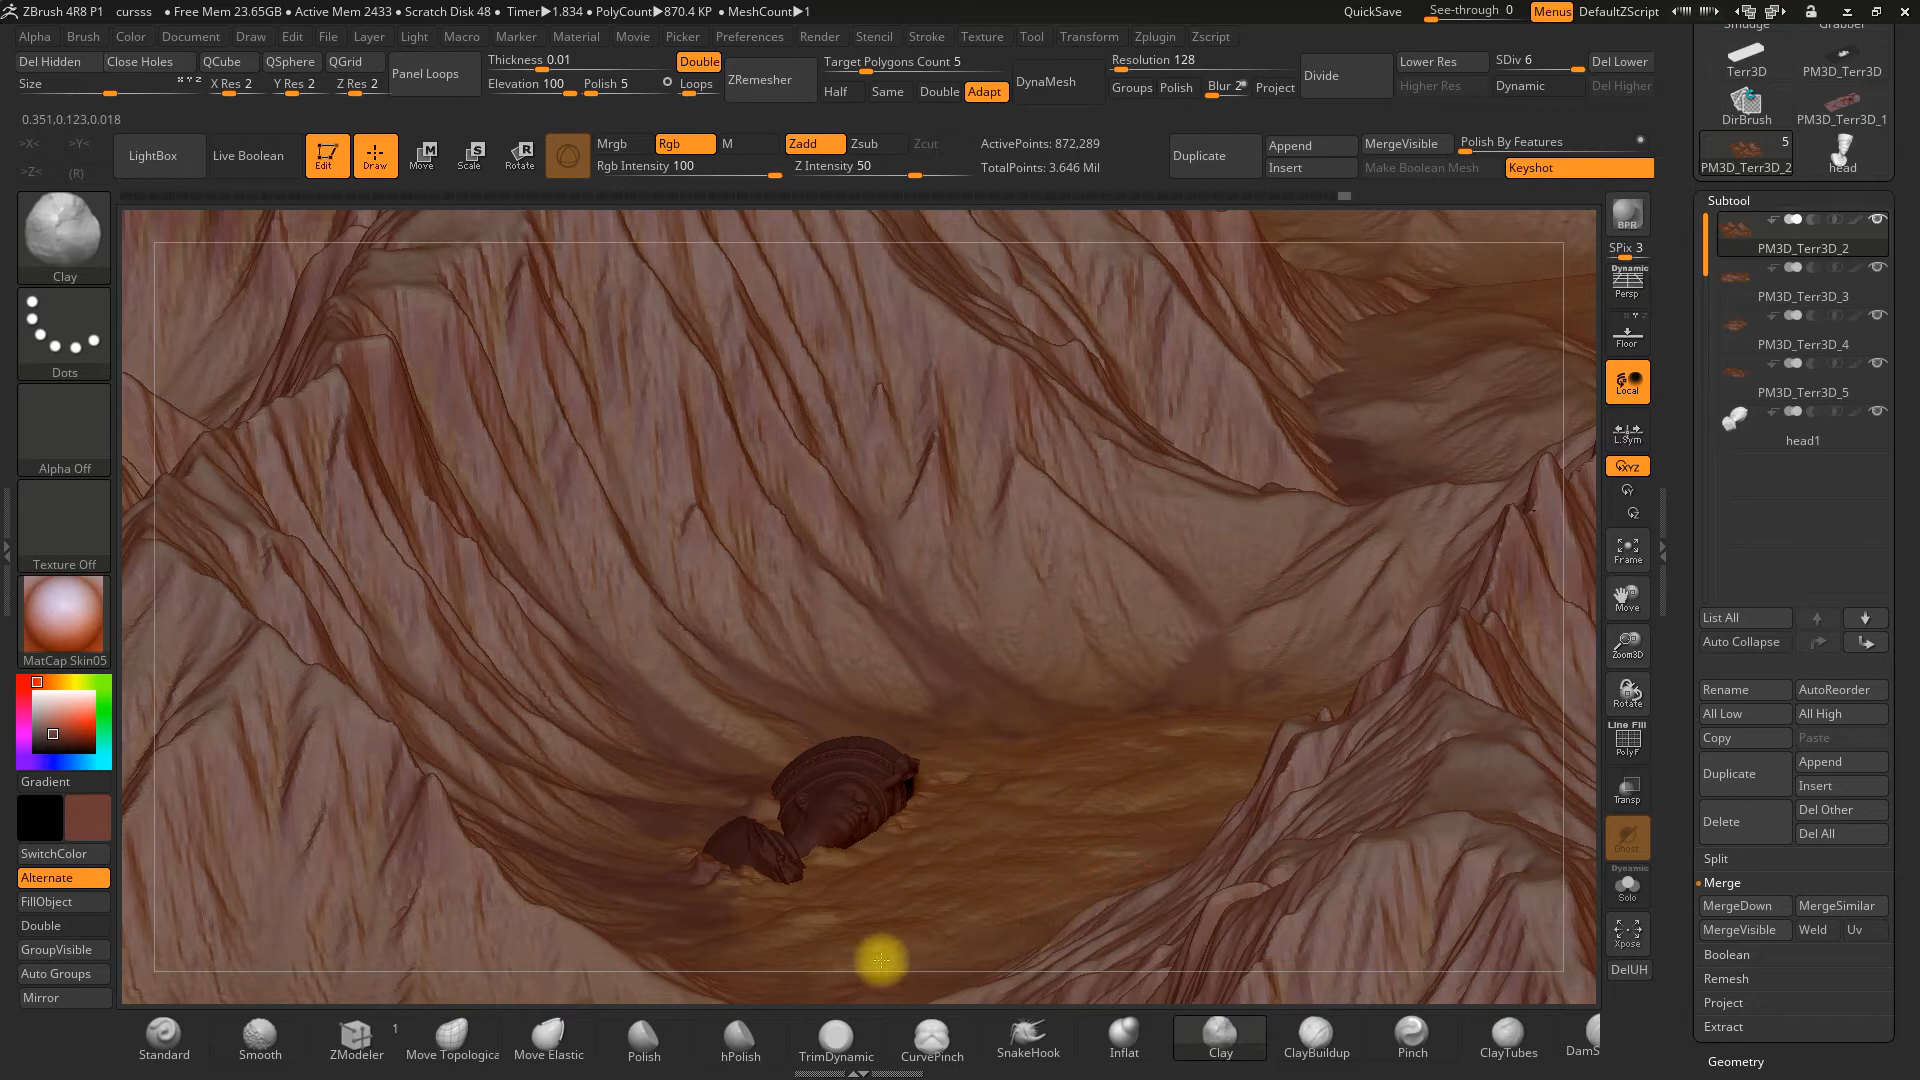 ZBrush 4R8 P1 cursss • Free Mem 23.65GB • Active Mem 2433 • Scratch Disk 48 • Timer▶1.834 • PolyCount▶870.4 KP • MeshCount▶1 QuickSave See-through 0 Menus DefaultZScript
Alpha Brush Color Document Draw Edit File Layer Light Macro Marker Material Movie Picker Preferences Render Stencil Stroke Texture Tool Transform Zplugin Zscript
Del Hidden Close Holes QCube QSphere QGrid Panel Loops Thickness 0.01 Double ZRemesher Target Polygons Count 5 DynaMesh Resolution 128 Divide Lower Res SDiv 6 Del Lower
Size X Res 2 Y Res 2 Z Res 2 Elevation 100 Polish 5 Loops Half Same Double Adapt Groups Polish Blur 2 Project Higher Res Dynamic Del Higher
0.351,0.123,0.018
>X< >Y< LightBox Live Boolean Edit Draw Move Scale Rotate Mrgb Rgb M Zadd Zsub Zcut ActivePoints: 872,289 Duplicate Append MergeVisible Polish By Features
>Z< (R) Rgb Intensity 100 Z Intensity 50 TotalPoints: 3.646 Mil Insert Make Boolean Mesh Keyshot
Clay
Dots
Alpha Off
Texture Off
MatCap Skin05
Gradient
SwitchColor
Alternate
FillObject
Double
GroupVisible
Auto Groups
Mirror
BPR
SPix 3
Dynamic
Persp
Floor
Local
L.Sym
XYZ
Frame
Move
Zoom3D
Rotate
Line Fill
PolyF
Transp
Ghost
Dynamic
Solo
Xpose
DelUH
Smudge Grabber
Terr3D PM3D_Terr3D
DirBrush PM3D_Terr3D_1
5
PM3D_Terr3D_2 head
Subtool
PM3D_Terr3D_2
PM3D_Terr3D_3
PM3D_Terr3D_4
PM3D_Terr3D_5
head1
List All
Auto Collapse
Rename AutoReorder
All Low All High
Copy Paste
Duplicate Append
Insert
Delete Del Other
Del All
Split
Merge
MergeDown MergeSimilar
MergeVisible Weld Uv
Boolean
Remesh
Project
Extract
Geometry
Standard Smooth ZModeler 1 Move Topologica Move Elastic Polish hPolish TrimDynamic CurvePinch SnakeHook Inflat Clay ClayBuildup Pinch ClayTubes DamS